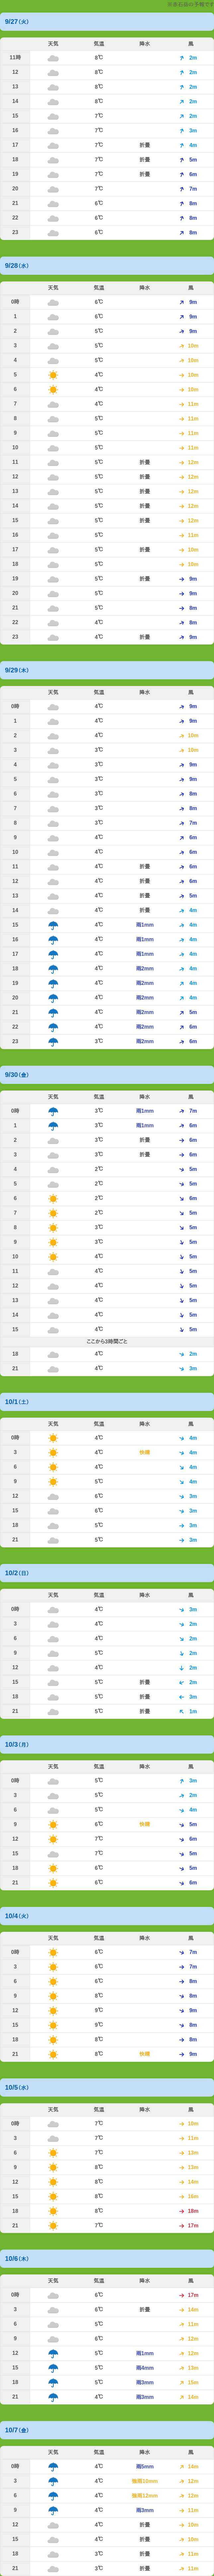 9/27(火)
天気 気温 降水 風
11時 8℃ 2m
12 8℃ 2m
13 8℃ 2m
14 8℃ 2m
15 7℃ 2m
16 7℃ 3m
17 7℃ 折畳 4m
18 7℃ 折畳 5m
19 7℃ 折畳 6m
20 7℃ 7m
21 6℃ 8m
22 6℃ 8m
23 6℃ 8m
9/28(水)
天気 気温 降水 風
0時 6℃ 9m
1 6℃ 9m
2 5℃ 9m
3 5℃ 10m
4 5℃ 10m
5 4℃ 10m
6 4℃ 10m
7 4℃ 11m
8 5℃ 11m
9 5℃ 11m
10 5℃ 11m
11 5℃ 折畳 12m
12 5℃ 折畳 12m
13 5℃ 折畳 12m
14 5℃ 折畳 12m
15 5℃ 折畳 12m
16 5℃ 11m
17 5℃ 折畳 10m
18 5℃ 10m
19 5℃ 折畳 9m
20 5℃ 9m
21 5℃ 8m
22 4℃ 8m
23 4℃ 折畳 9m
9/29(木)
天気 気温 降水 風
0時 4℃ 9m
1 4℃ 9m
2 4℃ 10m
3 3℃ 10m
4 3℃ 9m
5 3℃ 9m
6 3℃ 8m
7 3℃ 8m
8 3℃ 7m
9 4℃ 6m
10 4℃ 6m
11 4℃ 折畳 6m
12 4℃ 折畳 6m
13 4℃ 折畳 5m
14 4℃ 折畳 4m
15 4℃ 雨1mm 4m
16 4℃ 雨1mm 4m
17 4℃ 雨1mm 4m
18 4℃ 雨2mm 4m
19 4℃ 雨2mm 4m
20 4℃ 雨2mm 4m
21 4℃ 雨2mm 5m
22 4℃ 雨2mm 6m
23 3℃ 雨2mm 6m
9/30(金)
天気 気温 降水 風
0時 3℃ 雨1mm 7m
1 3℃ 雨1mm 6m
2 3℃ 折畳 6m
3 3℃ 折畳 6m
4 2℃ 5m
5 2℃ 5m
6 2℃ 6m
7 2℃ 5m
8 3℃ 5m
9 3℃ 5m
10 4℃ 5m
11 4℃ 5m
12 4℃ 5m
13 4℃ 5m
14 4℃ 5m
15 4℃ 5m
ここから3時間ごと
18 4℃ 2m
21 4℃ 3m
10/1(土)
天気 気温 降水 風
0時 4℃ 4m
3 4℃ 快晴 4m
6 4℃ 4m
9 5℃ 4m
12 6℃ 3m
15 6℃ 3m
18 5℃ 3m
21 5℃ 3m
10/2(日)
天気 気温 降水 風
0時 4℃ 3m
3 4℃ 2m
6 4℃ 2m
9 5℃ 2m
12 4℃ 2m
15 5℃ 折畳 2m
18 5℃ 折畳 3m
21 5℃ 折畳 1m
10/3(月)
天気 気温 降水 風
0時 5℃ 3m
3 5℃ 2m
6 5℃ 4m
9 6℃ 快晴 5m
12 7℃ 6m
15 7℃ 5m
18 6℃ 5m
21 6℃ 6m
10/4(火)
天気 気温 降水 風
0時 6℃ 7m
3 6℃ 7m
6 6℃ 8m
9 8℃ 8m
12 9℃ 9m
15 9℃ 8m
18 8℃ 8m
21 8℃ 快晴 9m
10/5(水)
天気 気温 降水 風
0時 7℃ 10m
3 7℃ 11m
6 7℃ 13m
9 8℃ 13m
12 8℃ 14m
15 8℃ 16m
18 8℃ 18m
21 7℃ 17m
10/6(木)
天気 気温 降水 風
0時 6℃ 17m
3 6℃ 折畳 14m
6 5℃ 11m
9 6℃ 12m
12 5℃ 雨1mm 12m
15 5℃ 雨4mm 13m
18 5℃ 雨3mm 15m
21 4℃ 雨3mm 14m
10/7(金)
天気 気温 降水 風
0時 4℃ 雨5mm 14m
3 4℃ 強雨10mm 12m
6 4℃ 強雨12mm 12m
9 4℃ 雨3mm 11m
12 4℃ 折畳 10m
15 4℃ 折畳 10m
18 3℃ 折畳 11m
21 3℃ 折畳 11m